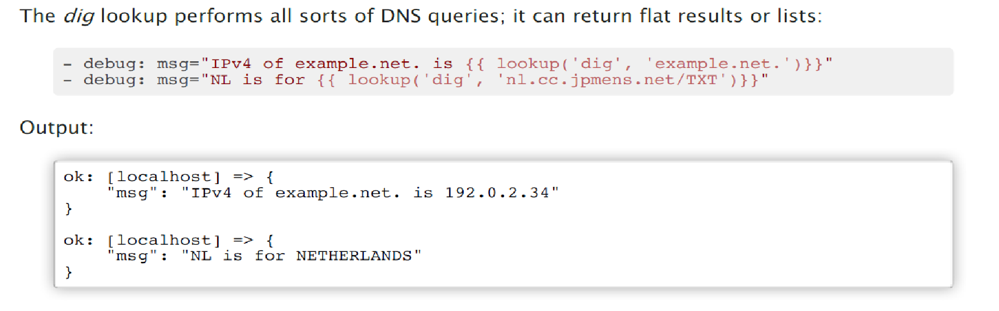 The dig lookup performs all sorts of DNS queries; it can return flat results or lists:
- debug: msg="IPv4 of example.net. is {{ lookup('dig', 'example.net.')}}"
- debug: msg="NL is for {{ lookup('dig', 'nl.cc.jpmens.net/TXT')}}"
Output:
ok: [localhost] => {
    "msg": "IPv4 of example.net. is 192.0.2.34"
}
ok: [localhost] => {
    "msg": "NL is for NETHERLANDS"
}